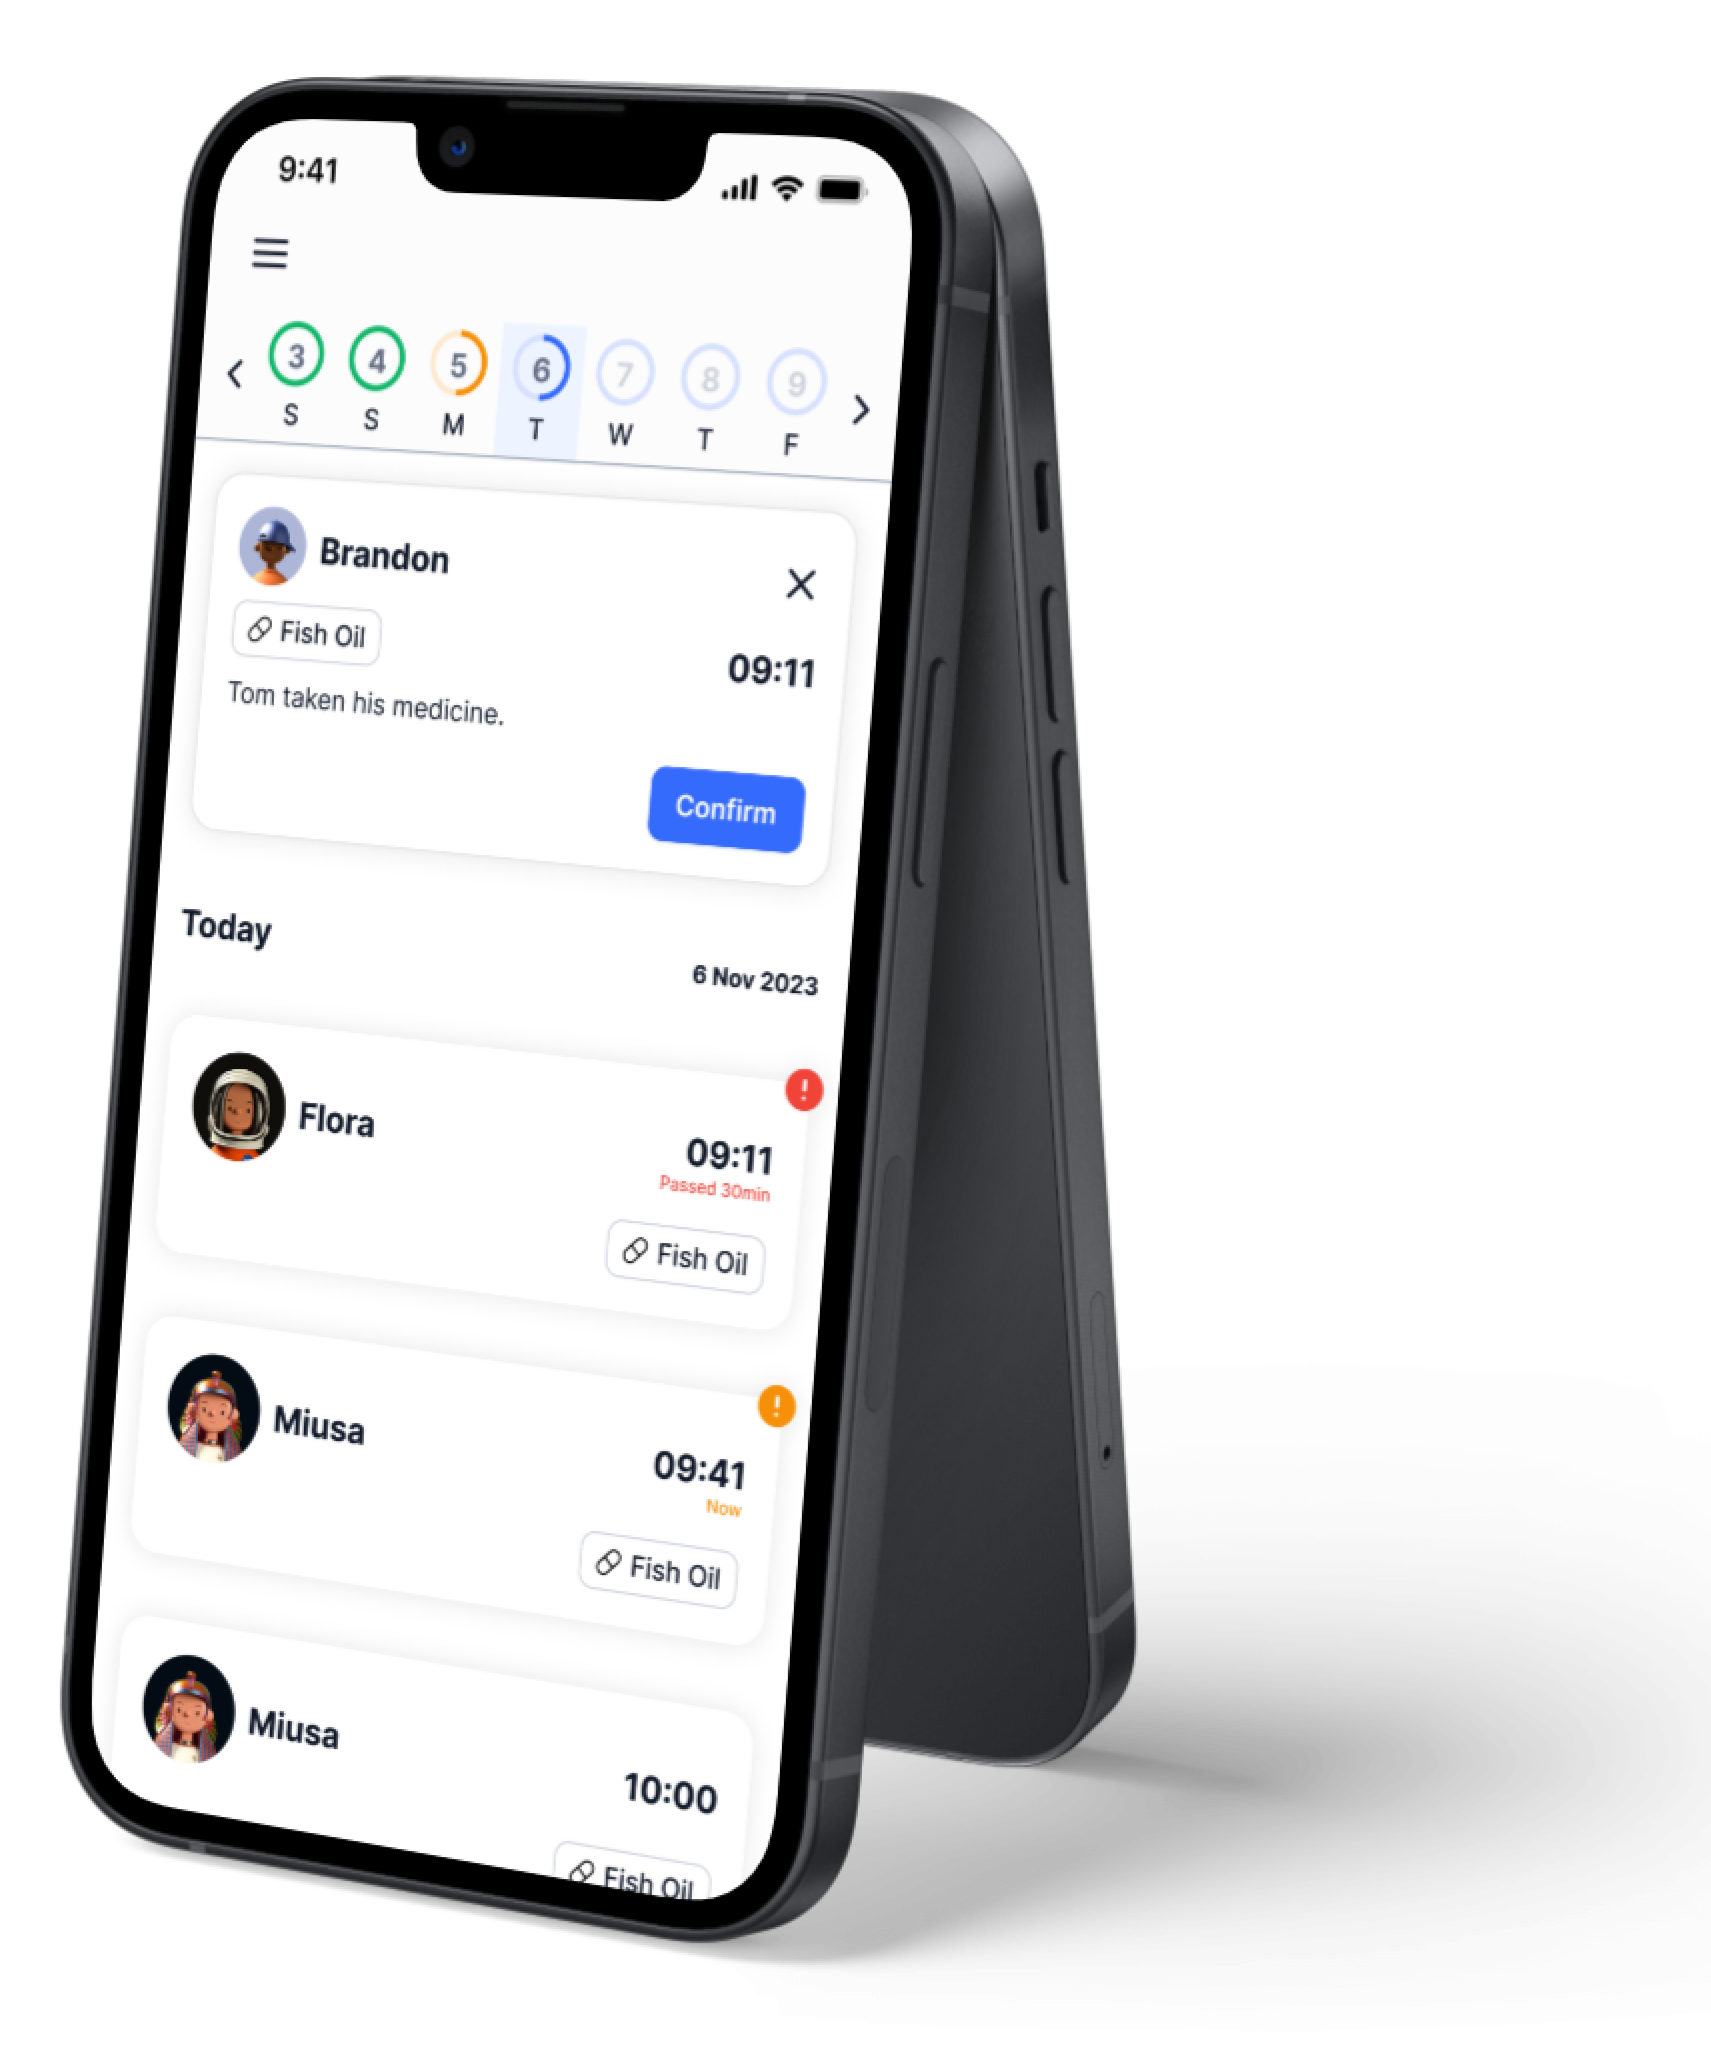 9:41
3 4 5 6 7 8 9
S S M T W T F
Brandon
Fish Oil
09:11
Tom taken his medicine.
Confirm
Today
6 Nov 2023
Flora
09:11
Passed 30min
Fish Oil
Miusa
09:41
Now
Fish Oil
Miusa
10:00
Fish Oil